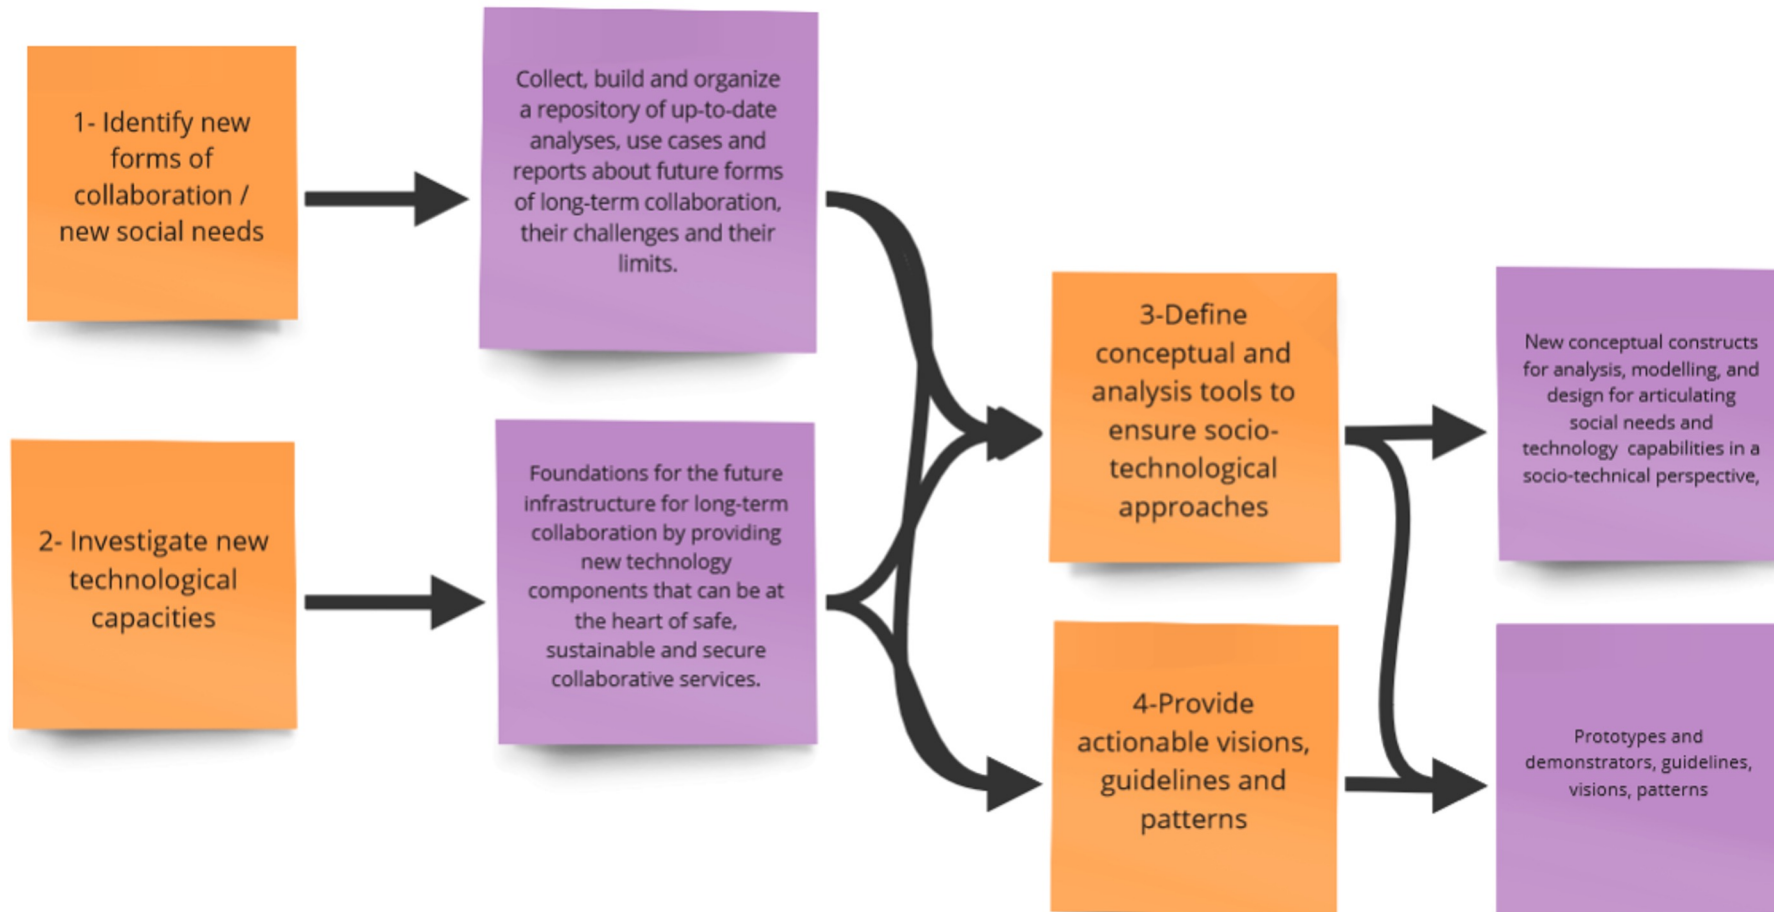 1- Identify new
forms of
collaboration /
new social needs
Collect, build and organize
a repository of up-to-date
analyses, use cases and
reports about future forms
of long-term collaboration,
their challenges and their
limits.
2- Investigate new
technological
capacities
Foundations for the future
infrastructure for long-term
collaboration by providing
new technology
components that can be at
the heart of safe,
sustainable and secure
collaborative services.
3-Define
conceptual and
analysis tools to
ensure socio-
technological
approaches
New conceptual constructs
for analysis, modelling, and
design for articulating
social needs and
technology capabilities in a
socio-technical perspective,
4-Provide
actionable visions,
guidelines and
patterns
Prototypes and
demonstrators, guidelines,
visions, patterns